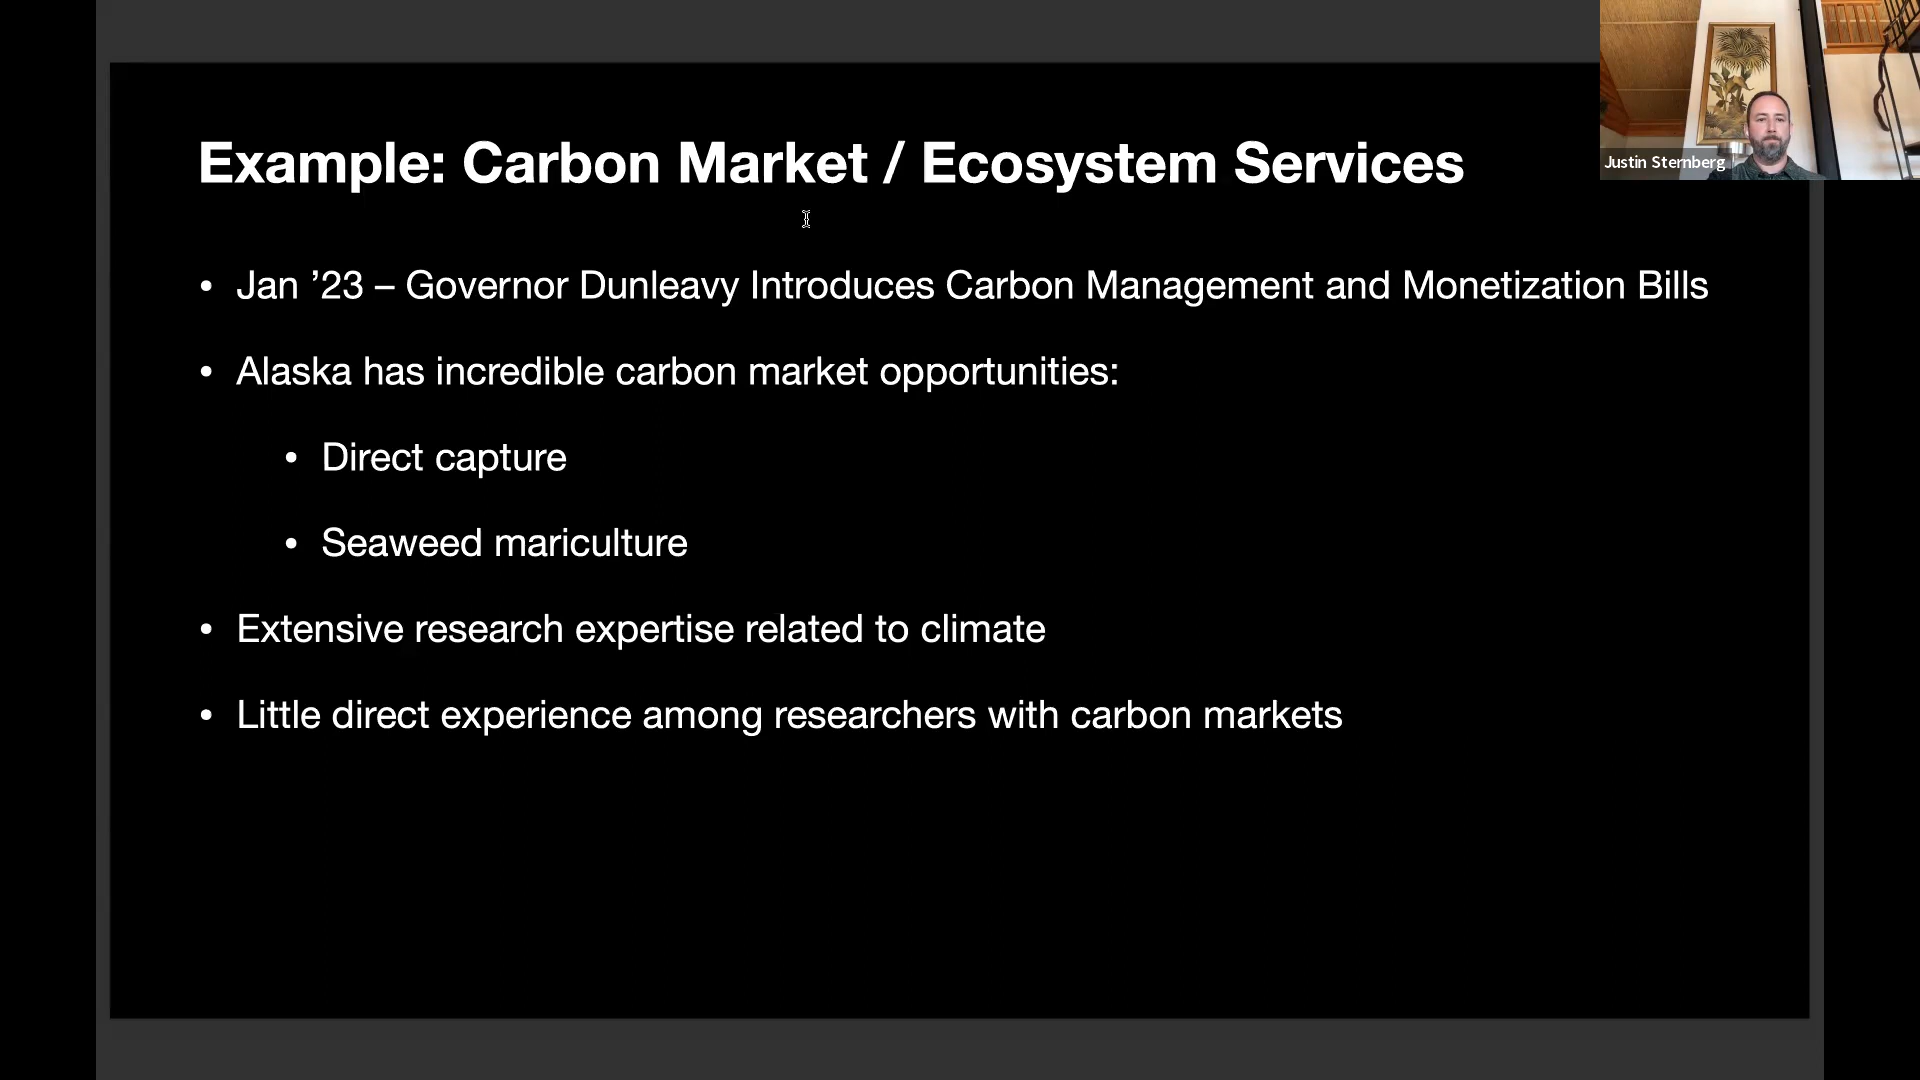 Example: Carbon Market / Ecosystem Services
Justin Sternberg
• Jan ’23 – Governor Dunleavy Introduces Carbon Management and Monetization Bills
• Alaska has incredible carbon market opportunities:
• Direct capture
• Seaweed mariculture
• Extensive research expertise related to climate
• Little direct experience among researchers with carbon markets